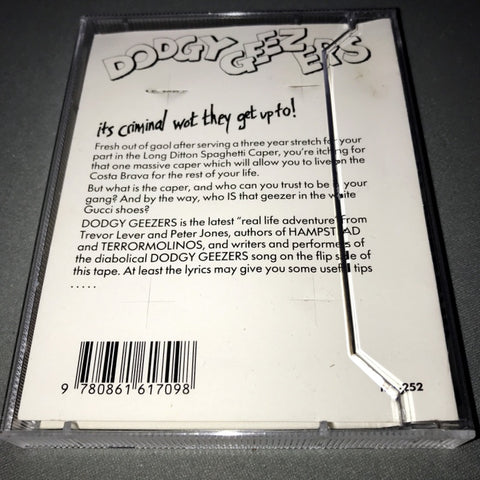 DODGY GEEZERS
its criminal wot they get up to!
Fresh out of gaol after serving a three year stretch for your
part in the Long Ditton Spaghetti Caper, you're itching for
that one massive caper which will allow you to live on the
Costa Brava for the rest of your life.
But what is the caper, and who can you trust to be in your
gang? And by the way, who IS that geezer in the white
Gucci shoes?
DODGY GEEZERS is the latest "real life adventure" from
Trevor Lever and Peter Jones, authors of HAMPSTEAD
and TERRORMOLINOS, and writers and performers of
the diabolical DODGY GEEZERS song on the flip side of
this tape. At least the lyrics may give you some useful tips
.....
9 780861 617098
252